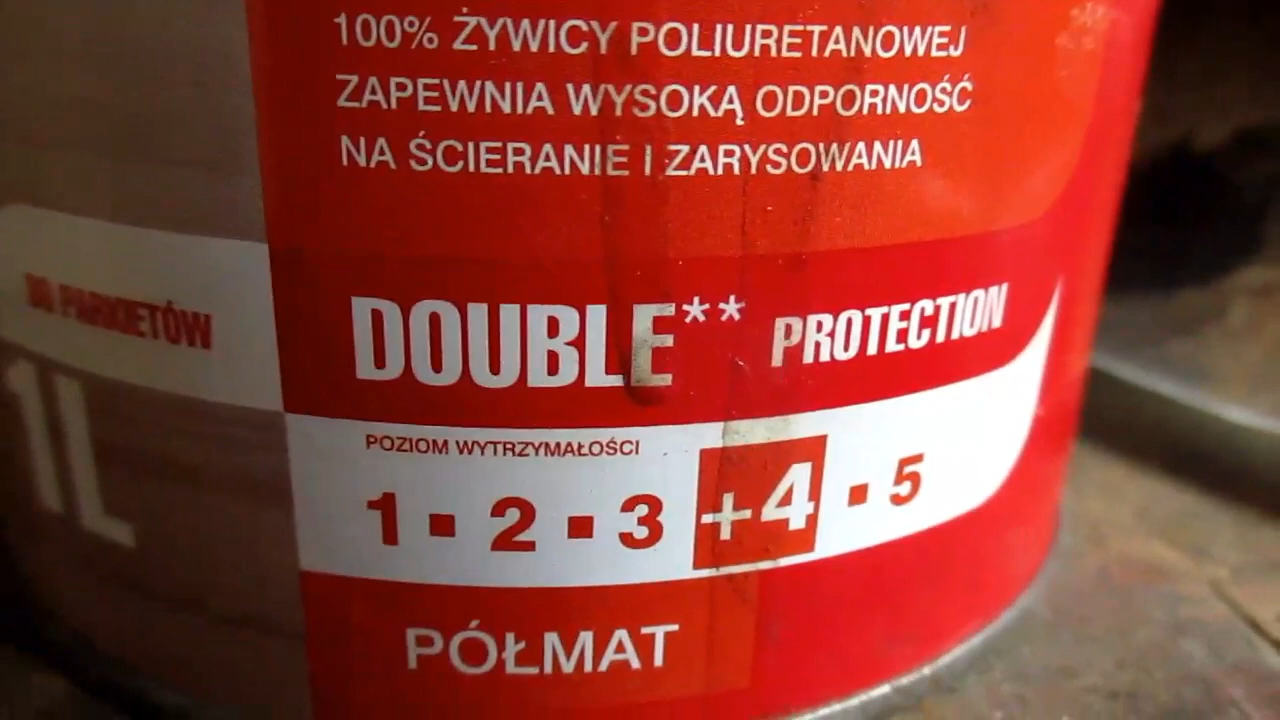 100% ŻYWICY POLIURETANOWEJ
ZAPEWNIA WYSOKĄ ODPORNOŚĆ
NA ŚCIERANIE I ZARYSOWANIA
DO PARKIETÓW
1L
DOUBLE** PROTECTION
POZIOM WYTRZYMAŁOŚCI
1 ▪ 2 ▪ 3 +4 ▪ 5
PÓŁMAT